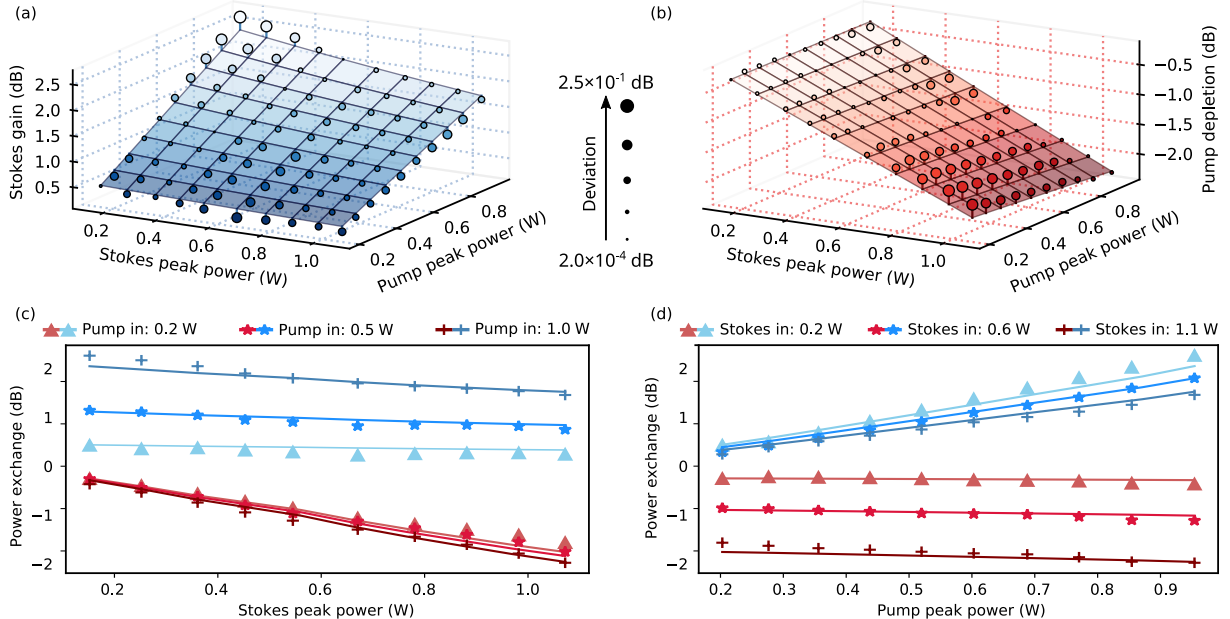 (a)
Stokes gain (dB)
2.5
2.0
1.5
1.0
0.5
0.2
0.4
0.6
0.8
1.0
Stokes peak power (W)
0.2
0.4
0.6
0.8
Pump peak power (W)
2.5×10⁻¹ dB
Deviation
2.0×10⁻⁴ dB
(b)
−0.5
−1.0
−1.5
−2.0
Pump depletion (dB)
0.2
0.4
0.6
0.8
1.0
Stokes peak power (W)
0.2
0.4
0.6
0.8
Pump peak power (W)
(c)
Pump in: 0.2 W Pump in: 0.5 W Pump in: 1.0 W
Power exchange (dB)
2
1
0
−1
−2
0.2 0.4 0.6 0.8 1.0
Stokes peak power (W)
(d)
Stokes in: 0.2 W Stokes in: 0.6 W Stokes in: 1.1 W
Power exchange (dB)
2
1
0
−1
−2
0.2 0.3 0.4 0.5 0.6 0.7 0.8 0.9
Pump peak power (W)